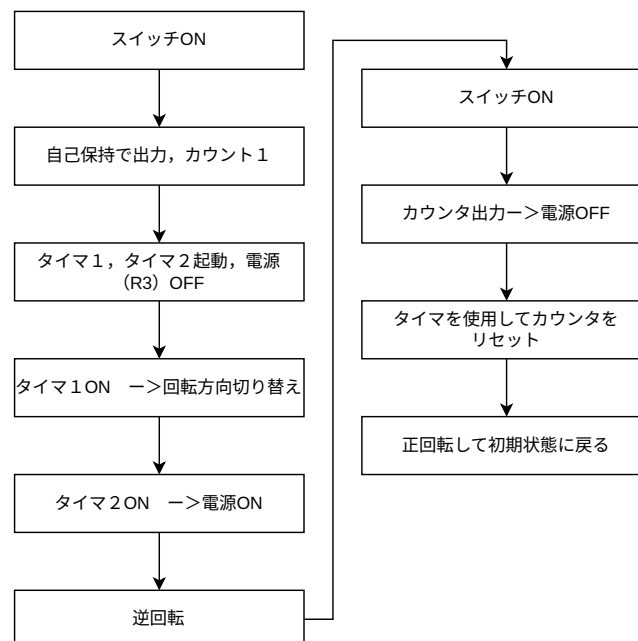 スイッチON
自己保持で出力，カウント１
タイマ１，タイマ２起動，電源
（R3）OFF
タイマ１ON　ー＞回転方向切り替え
タイマ２ON　ー＞電源ON
逆回転
スイッチON
カウンタ出力ー＞電源OFF
タイマを使用してカウンタを
リセット
正回転して初期状態に戻る